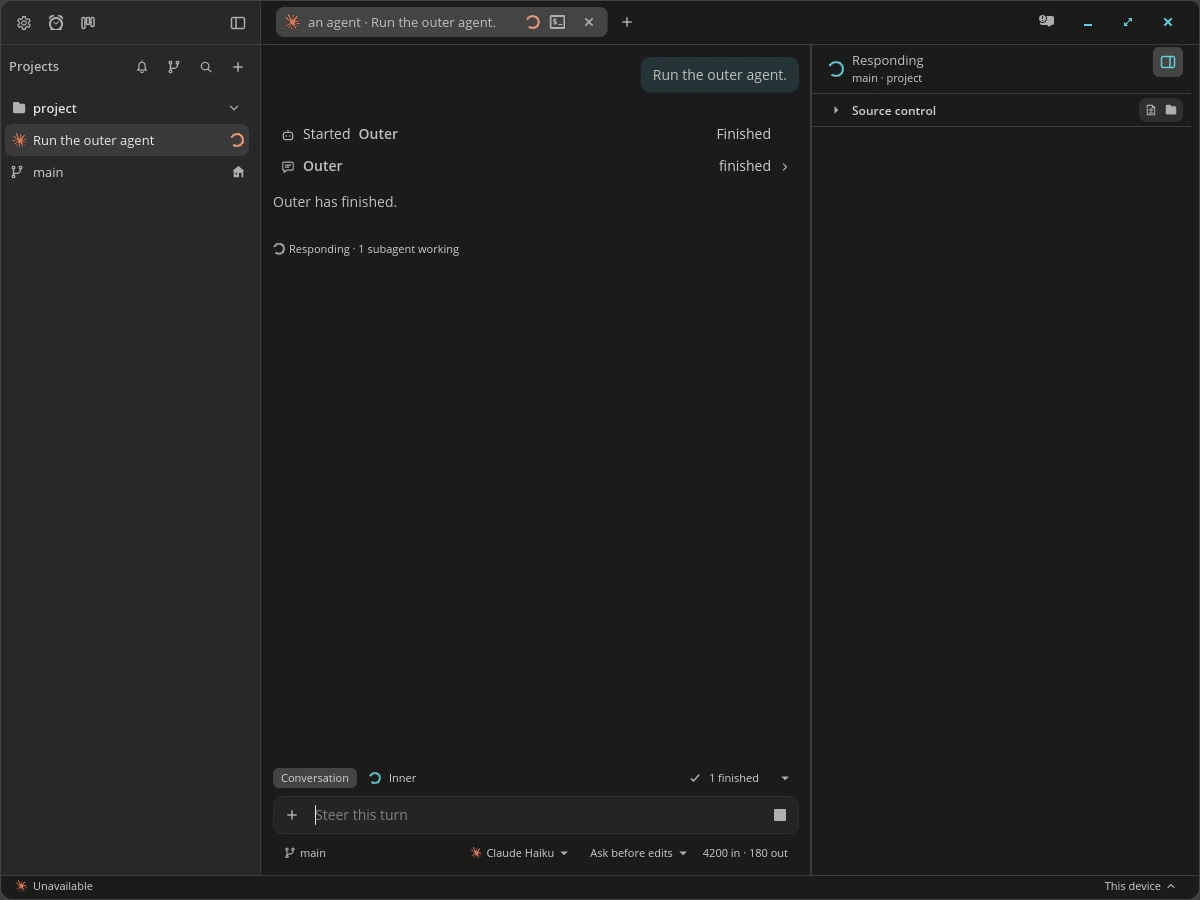 an agent · Run the outer agent.
Projects
project
Run the outer agent
main
Run the outer agent.
Started Outer Finished
Outer finished
Outer has finished.
Responding · 1 subagent working
Conversation Inner 1 finished
Steer this turn
main Claude Haiku Ask before edits 4200 in · 180 out
Responding
main · project
Source control
Unavailable This device